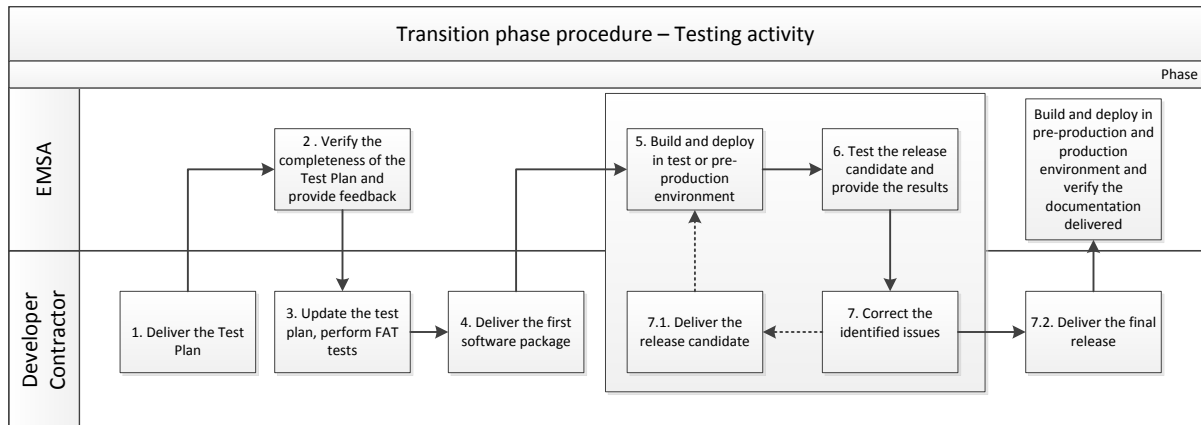 Transition phase procedure – Testing activity
Phase
EMSA
2 . Verify the
completeness of the
Test Plan and
provide feedback
5. Build and deploy
in test or pre-
production
environment
6. Test the release
candidate and
provide the results
Build and deploy in
pre-production and
production
environment and
verify the
documentation
delivered
Developer
Contractor
1. Deliver the Test
Plan
3. Update the test
plan, perform FAT
tests
4. Deliver the first
software package
7.1. Deliver the
release candidate
7. Correct the
identified issues
7.2. Deliver the final
release